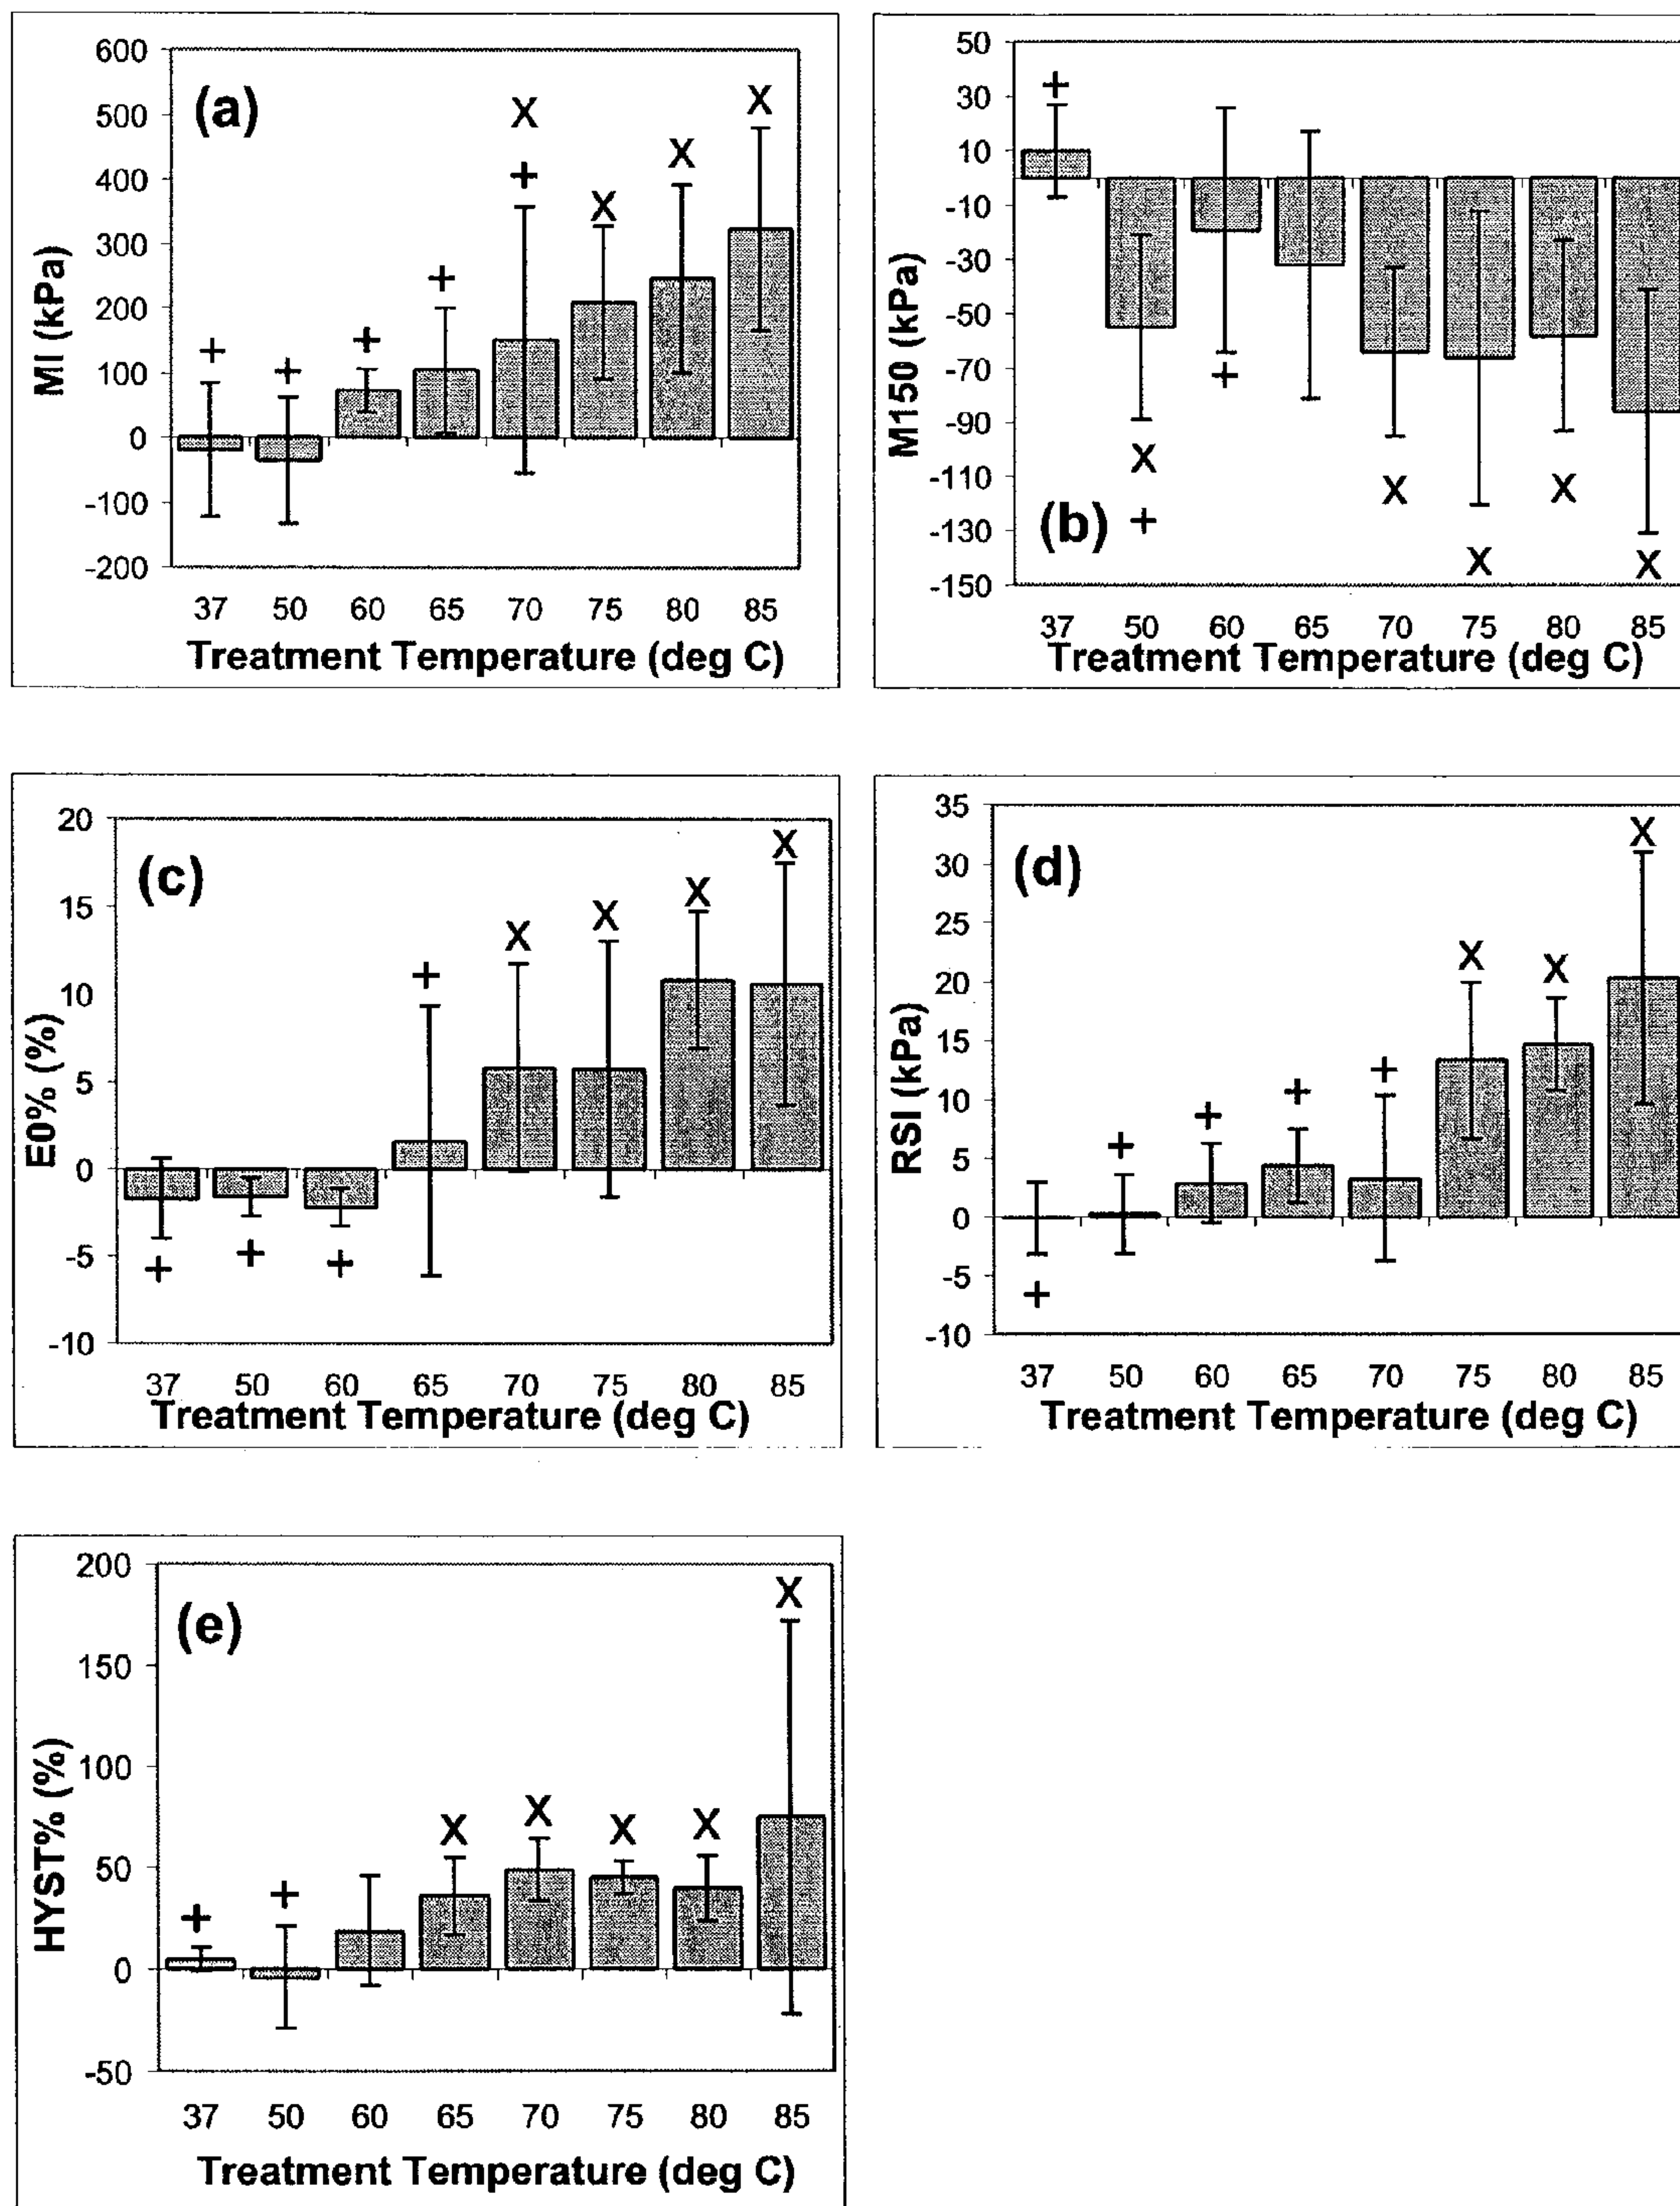 (a)
MI (kPa)
600
500
400
300
200
100
0
-100
-200
+ + + + X + X X X
37 50 60 65 70 75 80 85
Treatment Temperature (deg C)
(b)
M150 (kPa)
50
30
10
-10
-30
-50
-70
-90
-110
-130
-150
+ X + + X X X X
37 50 60 65 70 75 80 85
Treatment Temperature (deg C)
(c)
E0% (%)
20
15
10
5
0
-5
-10
+ + + + X X X X
37 50 60 65 70 75 80 85
Treatment Temperature (deg C)
(d)
RSI (kPa)
35
30
25
20
15
10
5
0
-5
-10
+ + + + + X X X
37 50 60 65 70 75 80 85
Treatment Temperature (deg C)
(e)
HYST% (%)
200
150
100
50
0
-50
+ + X X X X X
37 50 60 65 70 75 80 85
Treatment Temperature (deg C)